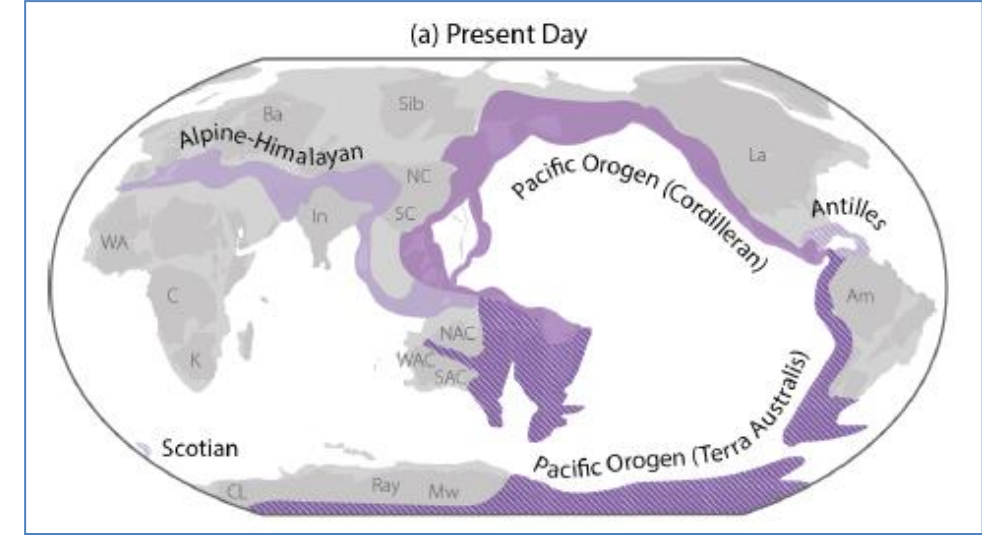 (a) Present Day
Ba
Sib
Alpine-Himalayan
NC
La
Pacific Orogen (Cordilleran)
Antilles
In
SC
WA
C
Am
NAC
K
WAC
SAC
Scotian
Pacific Orogen (Terra Australis)
CL
Ray
Mw